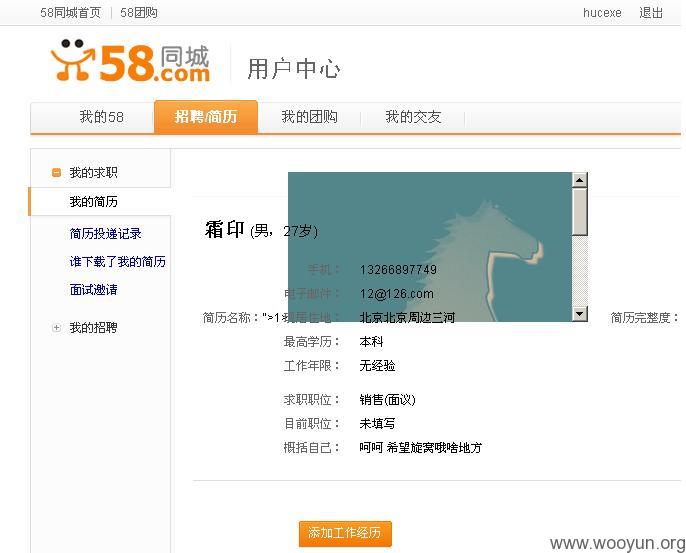 58同城首页 58团购 hucexe 退出
58同城
.com
用户中心
我的58 招聘/简历 我的团购 我的交友
我的求职
我的简历
简历投递记录
谁下载了我的简历
面试邀请
我的招聘
霜印 (男，27岁)
手机： 13266897749
电子邮件： 12@126.com
简历名称：">1 现居住地： 北京北京周边三河 简历完整度：
最高学历： 本科
工作年限： 无经验
求职职位： 销售(面议)
目前职位： 未填写
概括自己： 呵呵 希望旋窝哦啥地方
添加工作经历
www.wooyun.org